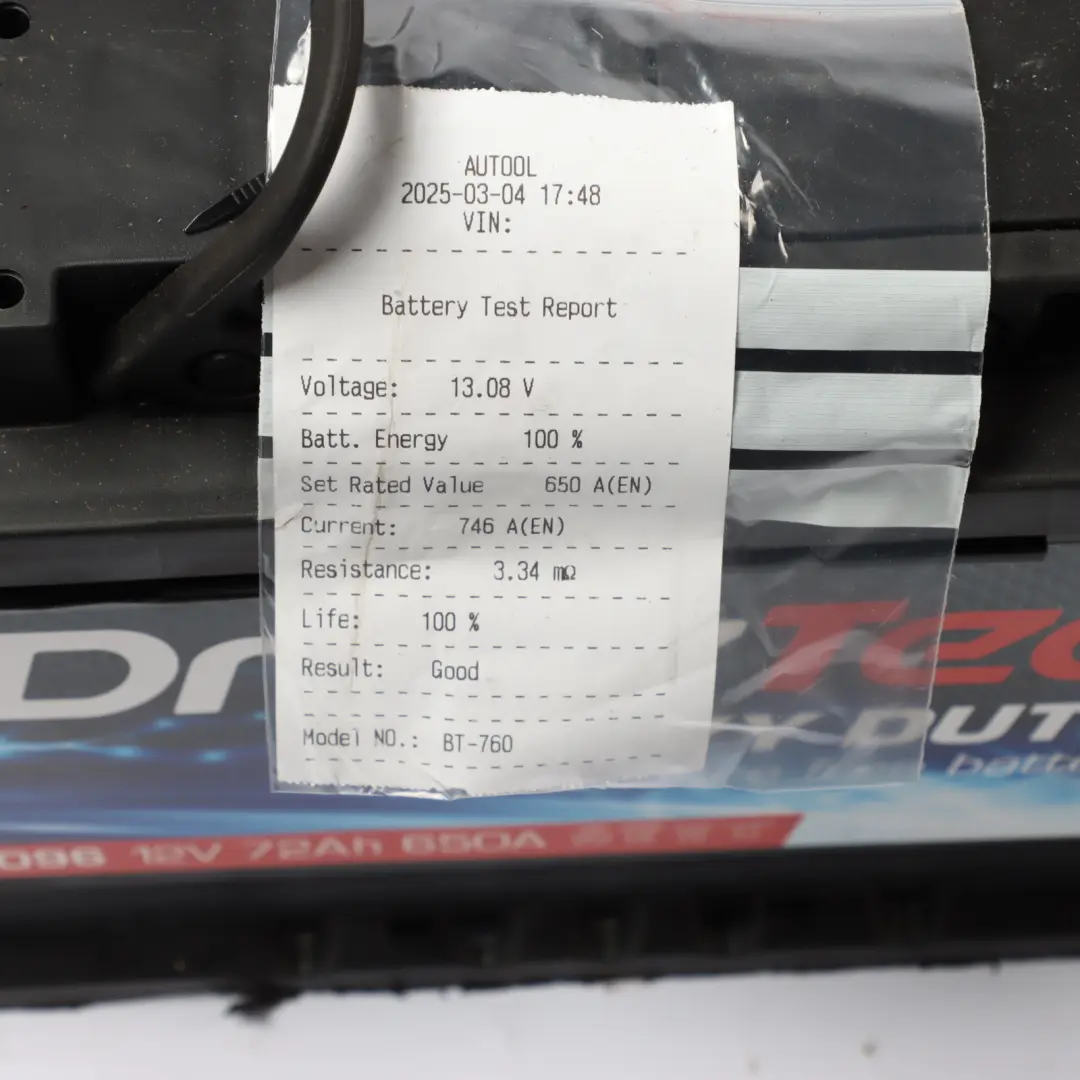 AUTOOL
2025-03-04 17:48
VIN:
Battery Test Report
Voltage: 13.08 V
Batt. Energy 100 %
Set Rated Value 650 A(EN)
Current: 746 A(EN)
Resistance: 3.34 mΩ
Life: 100 %
Result: Good
Model NO.: BT-760
096 12V 72Ah 650A